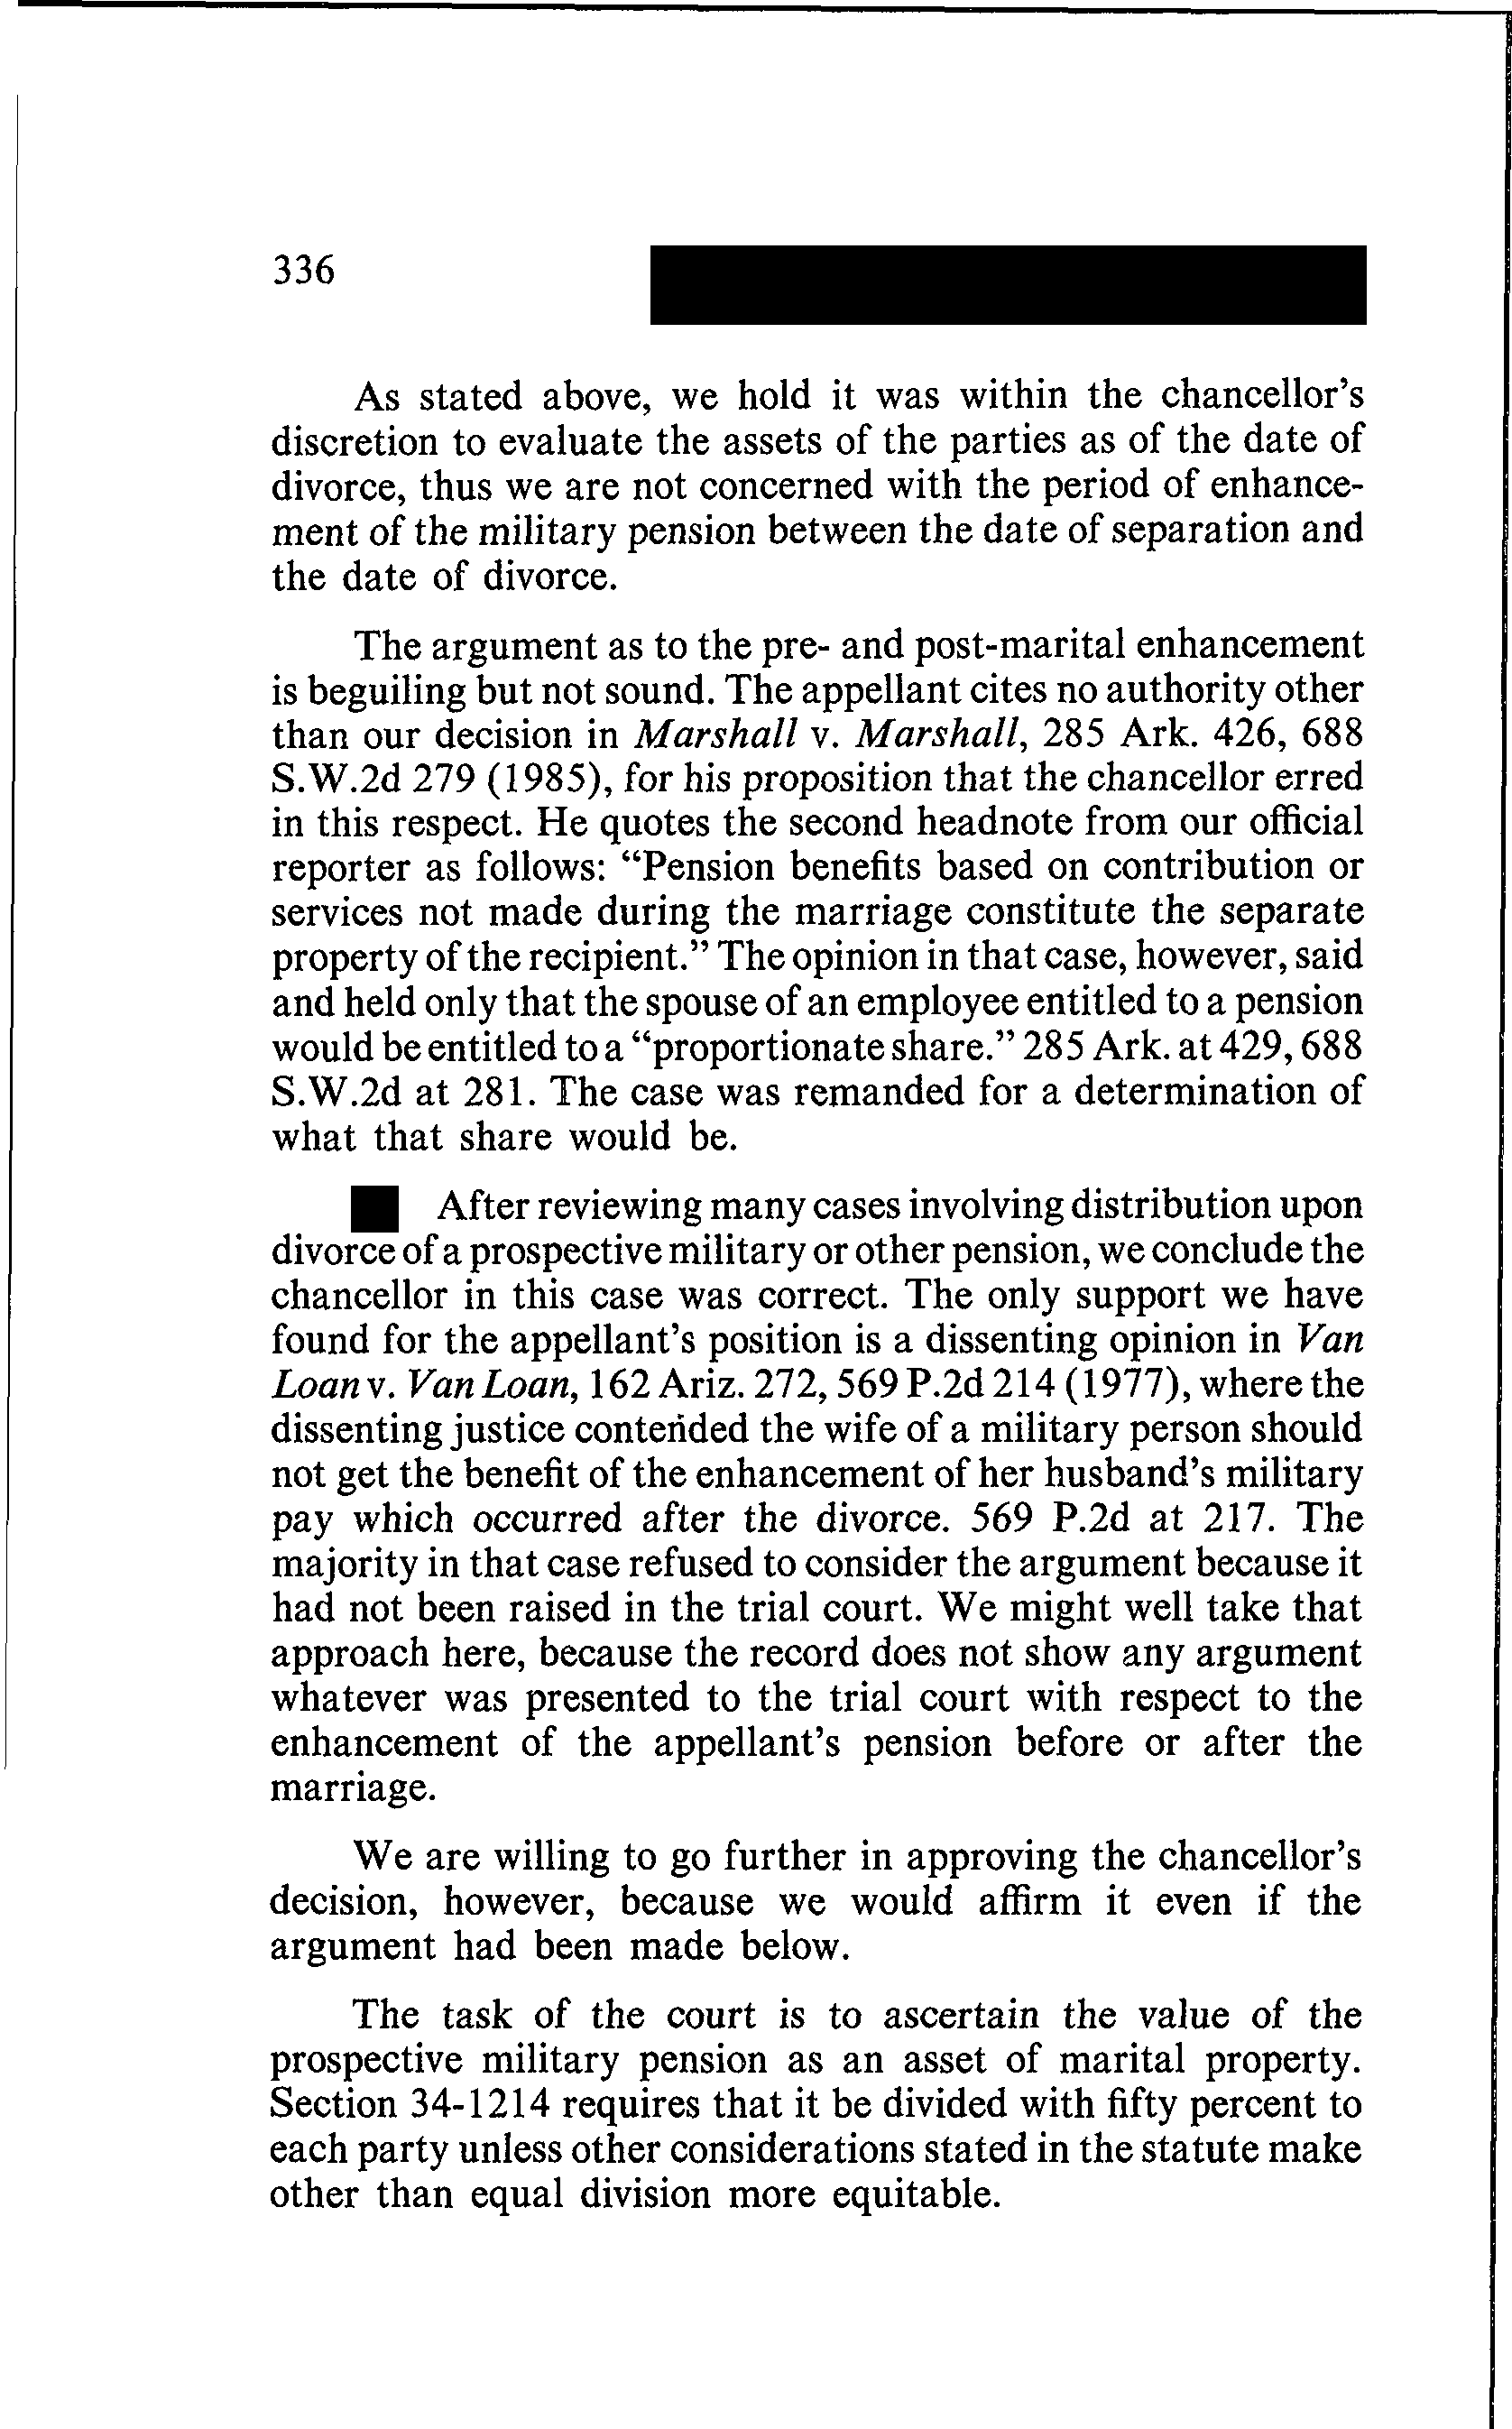 336
As stated above, we hold it was within the chancellor's
discretion to evaluate the assets of the parties as of the date of
divorce, thus we are not concerned with the period of enhance-
ment of the military pension between the date of separation and
the date of divorce.
The argument as to the pre- and post-marital enhancement
is beguiling but not sound. The appellant cites no authority other
than our decision in Marshall v. Marshall, 285 Ark. 426, 688
S.W.2d 279 (1985), for his proposition that the chancellor erred
in this respect. He quotes the second headnote from our official
reporter as follows: “Pension benefits based on contribution or
services not made during the marriage constitute the separate
property of the recipient.” The opinion in that case, however, said
and held only that the spouse of an employee entitled to a pension
would be entitled to a “proportionate share.” 285 Ark. at 429, 688
S.W.2d at 281. The case was remanded for a determination of
what that share would be.
After reviewing many cases involving distribution upon
divorce of a prospective military or other pension, we conclude the
chancellor in this case was correct. The only support we have
found for the appellant's position is a dissenting opinion in Van
Loan v. Van Loan, 162 Ariz. 272, 569 P.2d 214 (1977), where the
dissenting justice contended the wife of a military person should
not get the benefit of the enhancement of her husband's military
pay which occurred after the divorce. 569 P.2d at 217. The
majority in that case refused to consider the argument because it
had not been raised in the trial court. We might well take that
approach here, because the record does not show any argument
whatever was presented to the trial court with respect to the
enhancement of the appellant's pension before or after the
marriage.
We are willing to go further in approving the chancellor's
decision, however, because we would affirm it even if the
argument had been made below.
The task of the court is to ascertain the value of the
prospective military pension as an asset of marital property.
Section 34-1214 requires that it be divided with fifty percent to
each party unless other considerations stated in the statute make
other than equal division more equitable.